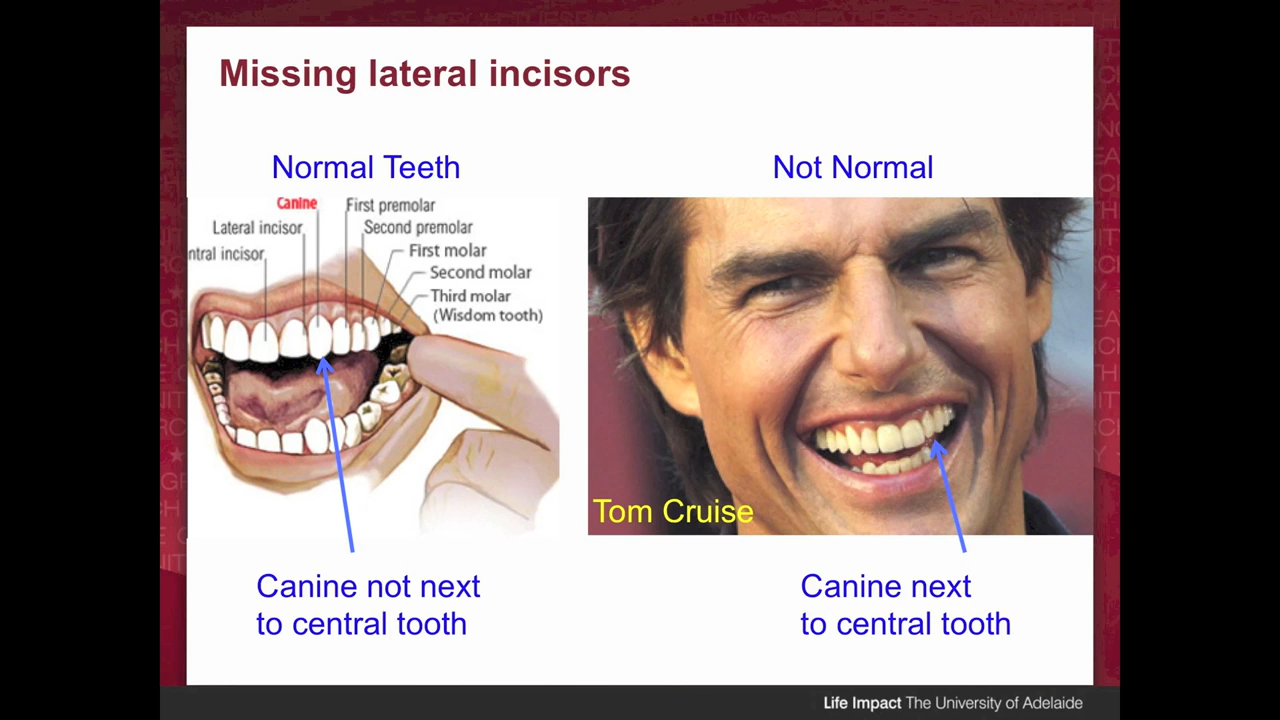 Missing lateral incisors
Normal Teeth
Not Normal
Canine
First premolar
Lateral incisor
Second premolar
ntral incisor
First molar
Second molar
Third molar
(Wisdom tooth)
Tom Cruise
Canine not next
to central tooth
Canine next
to central tooth
Life Impact The University of Adelaide